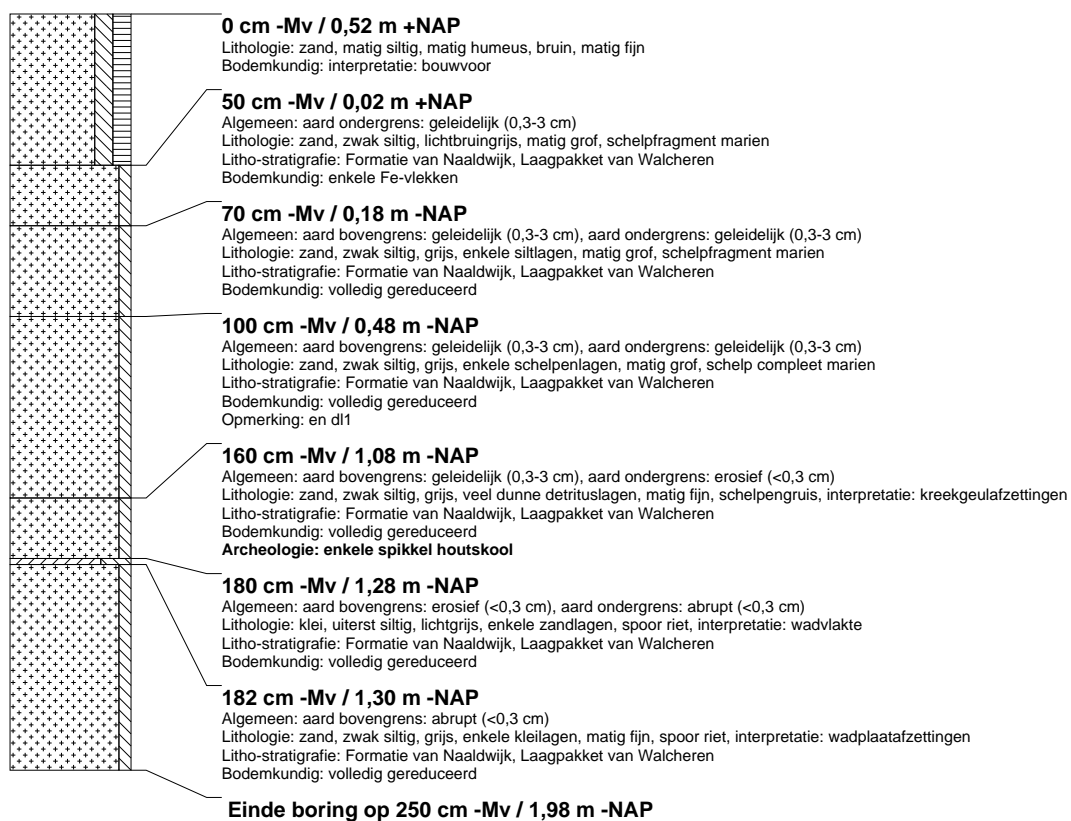 0 cm -Mv / 0,52 m +NAP
Lithologie: zand, matig siltig, matig humeus, bruin, matig fijn
Bodemkundig: interpretatie: bouwvoor
50 cm -Mv / 0,02 m +NAP
Algemeen: aard ondergrens: geleidelijk (0,3-3 cm)
Lithologie: zand, zwak siltig, lichtbruingrijs, matig grof, schelpfragment marien
Litho-stratigrafie: Formatie van Naaldwijk, Laagpakket van Walcheren
Bodemkundig: enkele Fe-vlekken
70 cm -Mv / 0,18 m -NAP
Algemeen: aard bovengrens: geleidelijk (0,3-3 cm), aard ondergrens: geleidelijk (0,3-3 cm)
Lithologie: zand, zwak siltig, grijs, enkele siltlagen, matig grof, schelpfragment marien
Litho-stratigrafie: Formatie van Naaldwijk, Laagpakket van Walcheren
Bodemkundig: volledig gereduceerd
100 cm -Mv / 0,48 m -NAP
Algemeen: aard bovengrens: geleidelijk (0,3-3 cm), aard ondergrens: geleidelijk (0,3-3 cm)
Lithologie: zand, zwak siltig, grijs, enkele schelpenlagen, matig grof, schelp compleet marien
Litho-stratigrafie: Formatie van Naaldwijk, Laagpakket van Walcheren
Bodemkundig: volledig gereduceerd
Opmerking: en dl1
160 cm -Mv / 1,08 m -NAP
Algemeen: aard bovengrens: geleidelijk (0,3-3 cm), aard ondergrens: erosief (<0,3 cm)
Lithologie: zand, zwak siltig, grijs, veel dunne detrituslagen, matig fijn, schelpengruis, interpretatie: kreekgeulafzettingen
Litho-stratigrafie: Formatie van Naaldwijk, Laagpakket van Walcheren
Bodemkundig: volledig gereduceerd
Archeologie: enkele spikkel houtskool
180 cm -Mv / 1,28 m -NAP
Algemeen: aard bovengrens: erosief (<0,3 cm), aard ondergrens: abrupt (<0,3 cm)
Lithologie: klei, uiterst siltig, lichtgrijs, enkele zandlagen, spoor riet, interpretatie: wadvlakte
Litho-stratigrafie: Formatie van Naaldwijk, Laagpakket van Walcheren
Bodemkundig: volledig gereduceerd
182 cm -Mv / 1,30 m -NAP
Algemeen: aard bovengrens: abrupt (<0,3 cm)
Lithologie: zand, zwak siltig, grijs, enkele kleilagen, matig fijn, spoor riet, interpretatie: wadplaatafzettingen
Litho-stratigrafie: Formatie van Naaldwijk, Laagpakket van Walcheren
Bodemkundig: volledig gereduceerd
Einde boring op 250 cm -Mv / 1,98 m -NAP